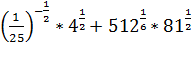 (1/25)^(-1/2) * 4^(1/2) + 512^(1/6) * 81^(1/2)